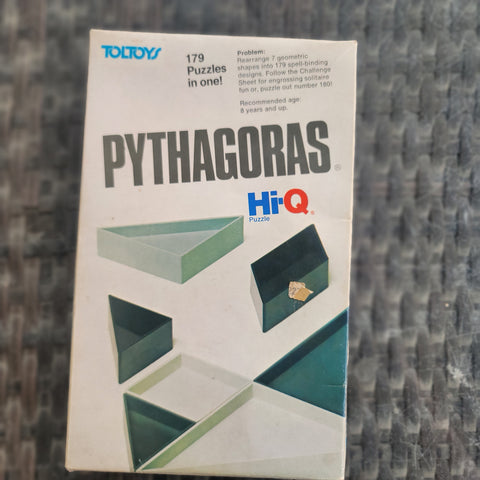 TOLTOYS
179
Puzzles
in one!
Problem:
Rearrange 7 geometric
shapes into 179 spell-binding
designs. Follow the Challenge
Sheet for engrossing solitaire
fun or, puzzle out number 180!
Recommended age:
8 years and up.
PYTHAGORAS®
Hi-Q®
Puzzle